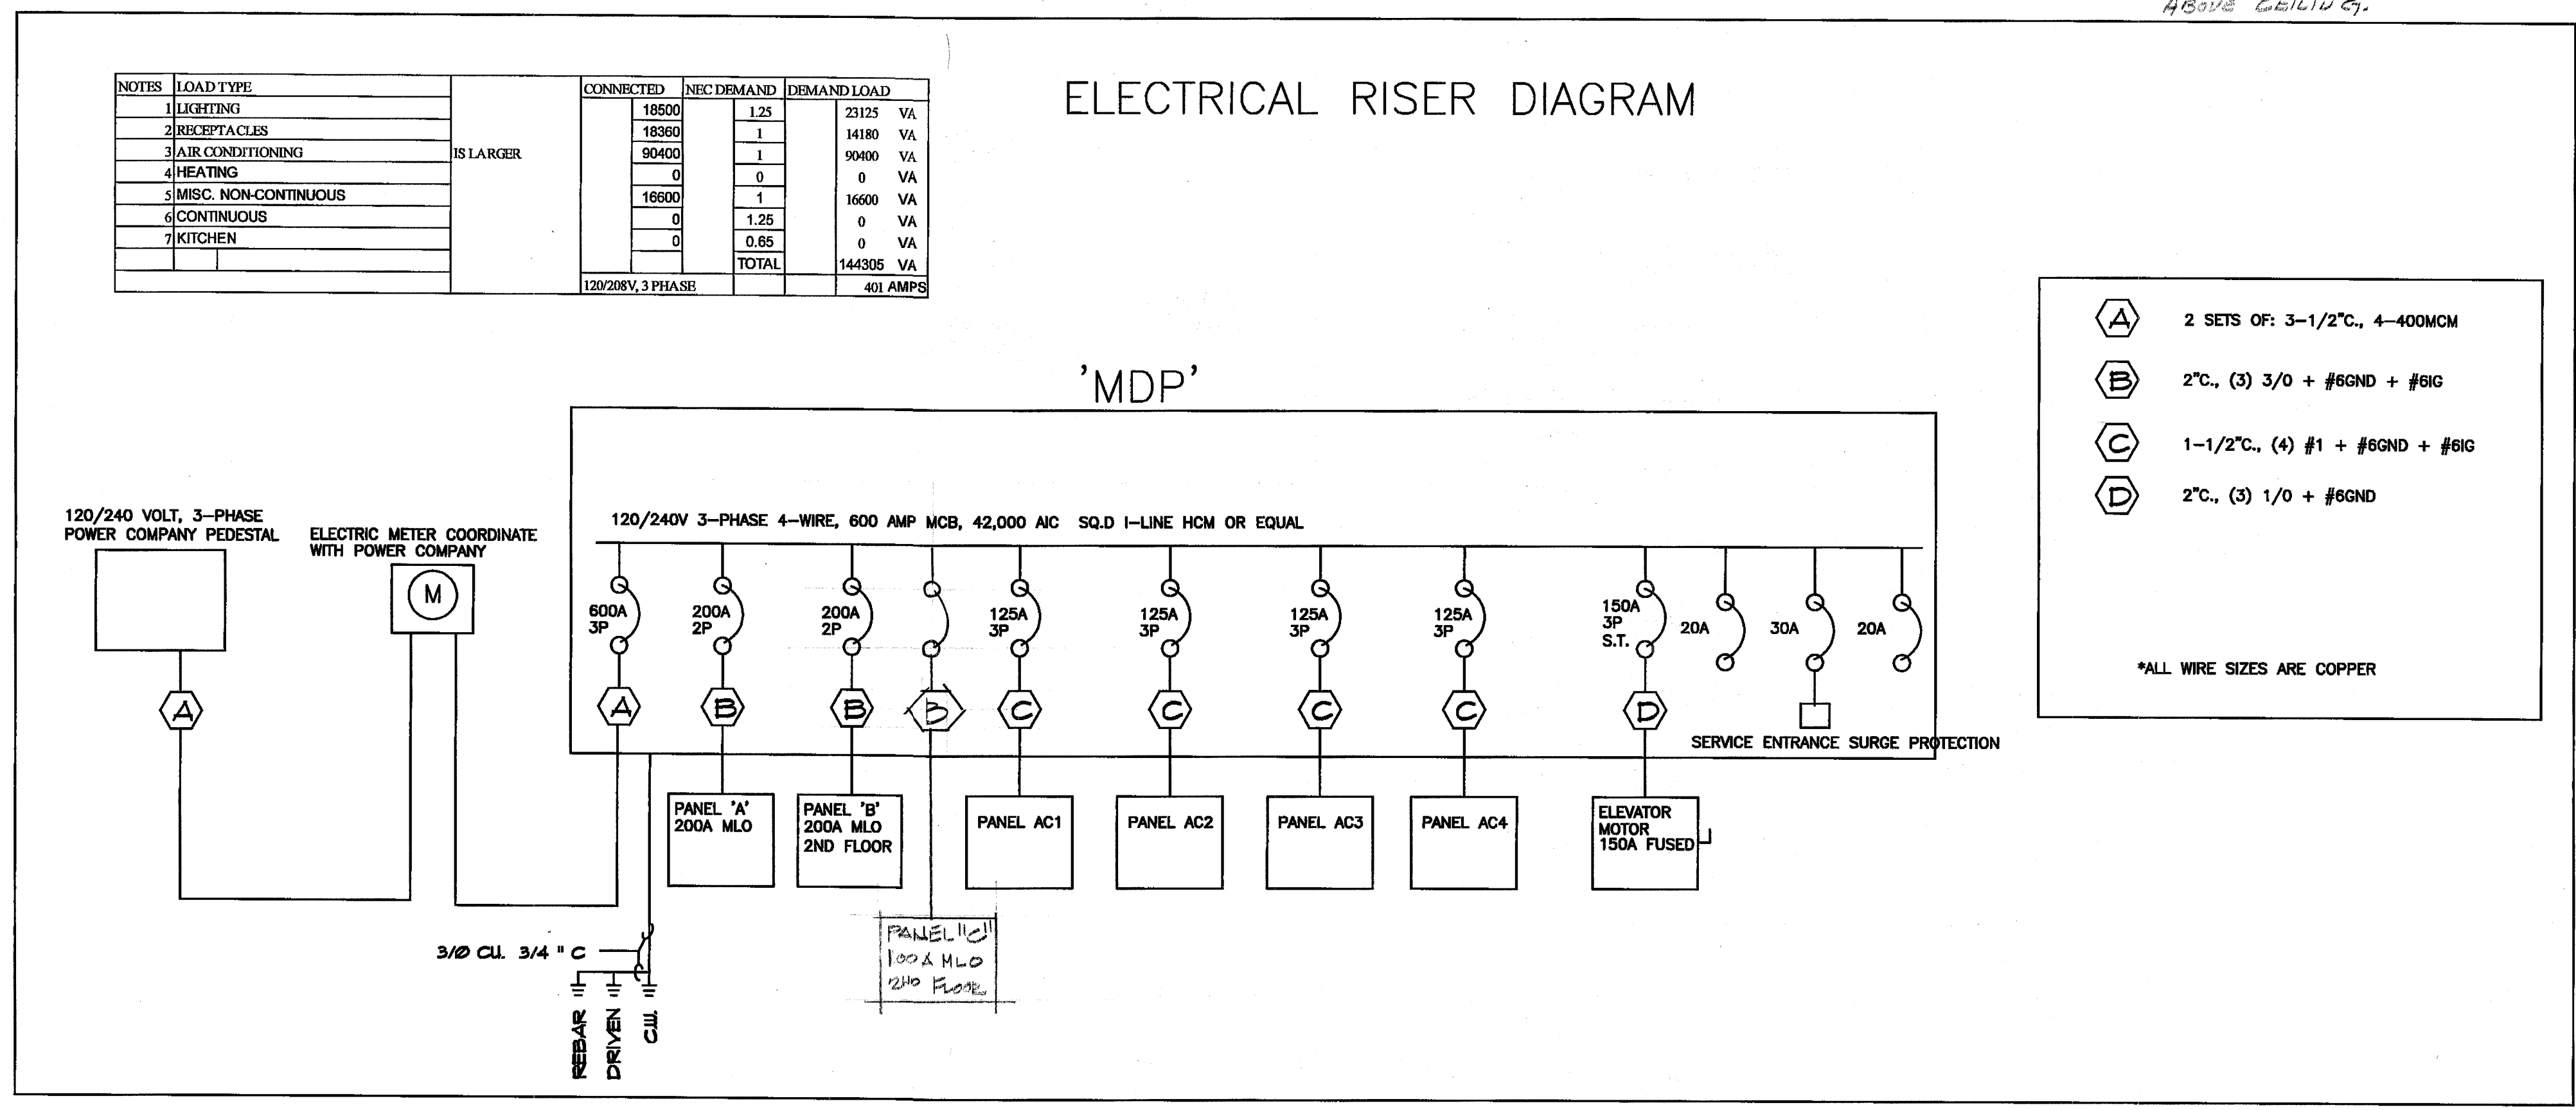 ABOVE CEILING.
ELECTRICAL RISER DIAGRAM
NOTES LOAD TYPE CONNECTED NEC DEMAND DEMAND LOAD
1 LIGHTING 18500 1.25 23125 VA
2 RECEPTACLES 18360 1 14180 VA
3 AIR CONDITIONING IS LARGER 90400 1 90400 VA
4 HEATING 0 0 0 VA
5 MISC. NON-CONTINUOUS 16600 1 16600 VA
6 CONTINUOUS 0 1.25 0 VA
7 KITCHEN 0 0.65 0 VA
TOTAL 144305 VA
120/208V, 3 PHASE 401 AMPS
A 2 SETS OF: 3-1/2"C., 4-400MCM
B 2"C., (3) 3/0 + #6GND + #6IG
C 1-1/2"C., (4) #1 + #6GND + #6IG
D 2"C., (3) 1/0 + #6GND
*ALL WIRE SIZES ARE COPPER
'MDP'
120/240V 3-PHASE 4-WIRE, 600 AMP MCB, 42,000 AIC SQ.D I-LINE HCM OR EQUAL
120/240 VOLT, 3-PHASE
POWER COMPANY PEDESTAL
ELECTRIC METER COORDINATE
WITH POWER COMPANY
M
A
600A
3P
200A
2P
200A
2P
125A
3P
125A
3P
125A
3P
125A
3P
150A
3P
S.T.
20A
30A
20A
A
B
B
B
C
C
C
C
D
SERVICE ENTRANCE SURGE PROTECTION
PANEL 'A'
200A MLO
PANEL 'B'
200A MLO
2ND FLOOR
PANEL AC1
PANEL AC2
PANEL AC3
PANEL AC4
ELEVATOR
MOTOR
150A FUSED
PANEL "C"
100A MLO
2ND FLOOR
3/Ø CU. 3/4 " C
REBAR
DRIVEN
C.W.